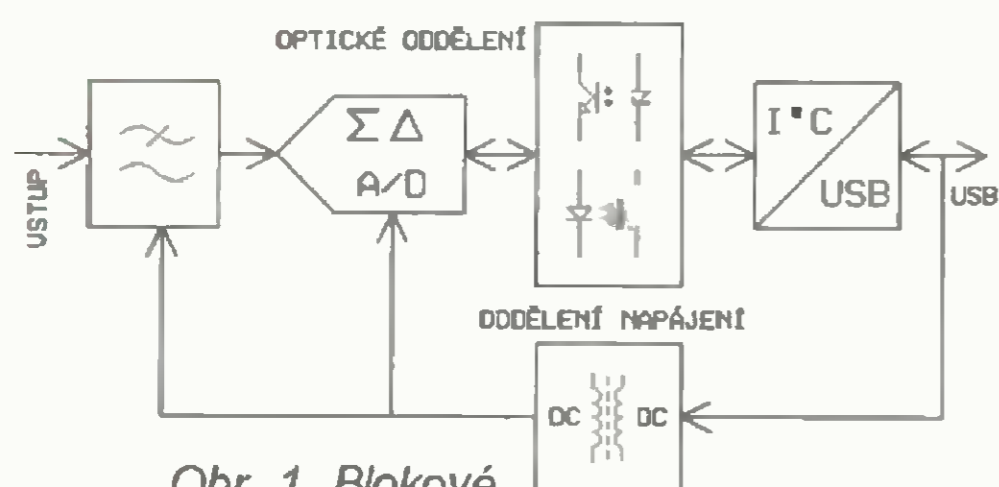 OPTICKÉ ODDĚLENÍ
VSTUP
ΣΔ
A/D
I²C
USB
USB
ODDĚLENÍ NAPÁJENÍ
DC DC
Obr. 1. Blokové